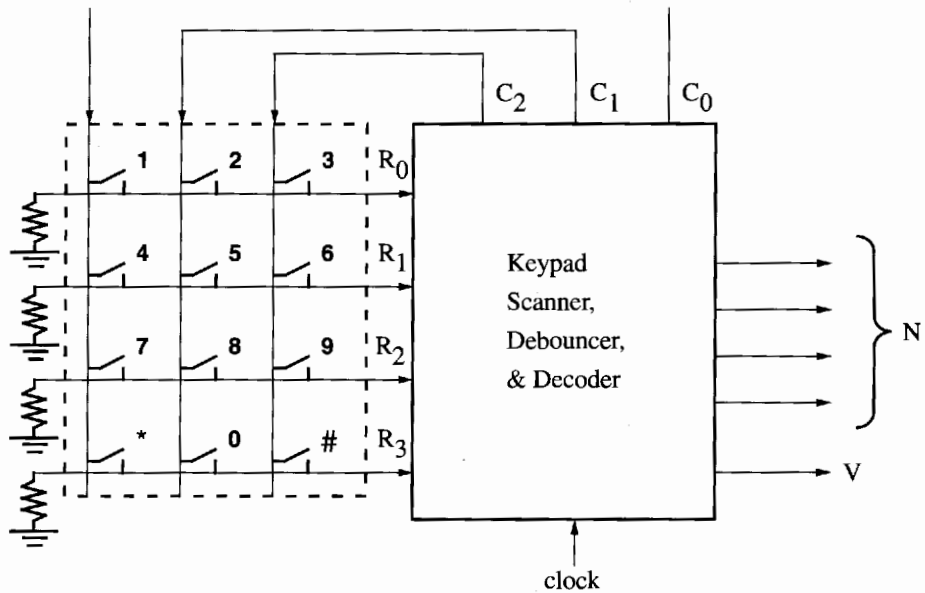 C2 C1 C0
1 2 3 R0
4 5 6 R1
7 8 9 R2
* 0 # R3
Keypad
Scanner,
Debouncer,
& Decoder
N
V
clock